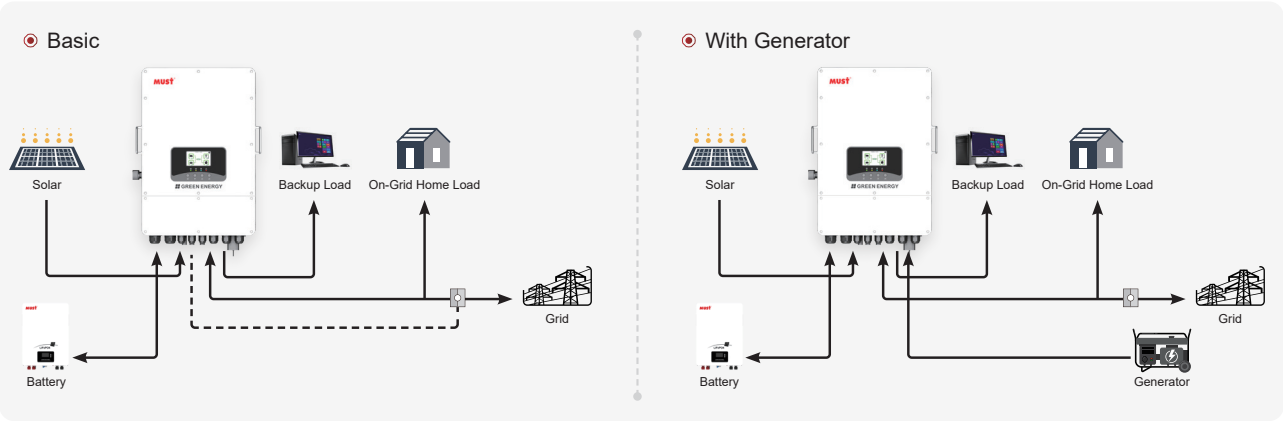 Basic
MUST
GREEN ENERGY
Solar
Backup Load
On-Grid Home Load
MUST
Battery
Grid
With Generator
MUST
GREEN ENERGY
Solar
Backup Load
On-Grid Home Load
MUST
Battery
Grid
Generator